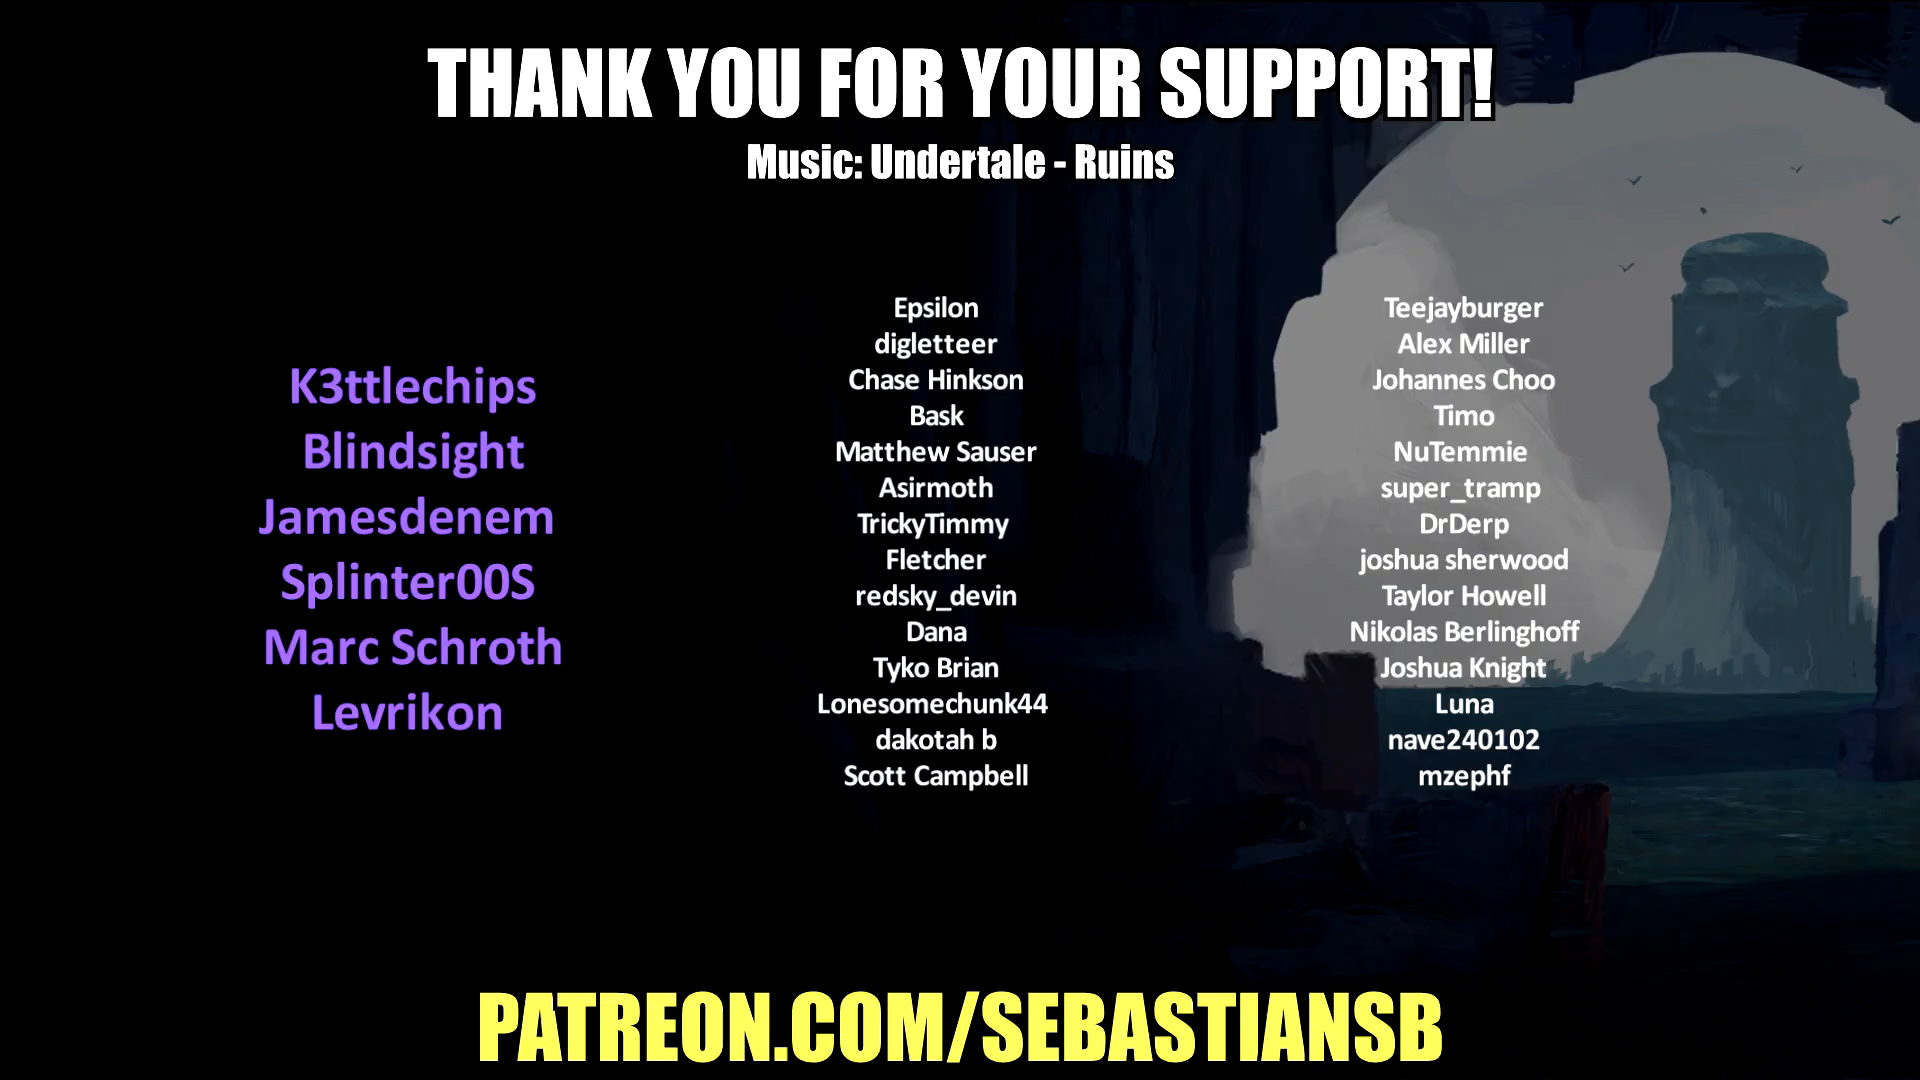 THANK YOU FOR YOUR SUPPORT!
Music: Undertale - Ruins
K3ttlechips
Blindsight
Jamesdenem
Splinter00S
Marc Schroth
Levrikon
Epsilon
digletteer
Chase Hinkson
Bask
Matthew Sauser
Asirmoth
TrickyTimmy
Fletcher
redsky_devin
Dana
Tyko Brian
Lonesomechunk44
dakotah b
Scott Campbell
Teejayburger
Alex Miller
Johannes Choo
Timo
NuTemmie
super_tramp
DrDerp
joshua sherwood
Taylor Howell
Nikolas Berlinghoff
Joshua Knight
Luna
nave240102
mzephf
PATREON.COM/SEBASTIANSB